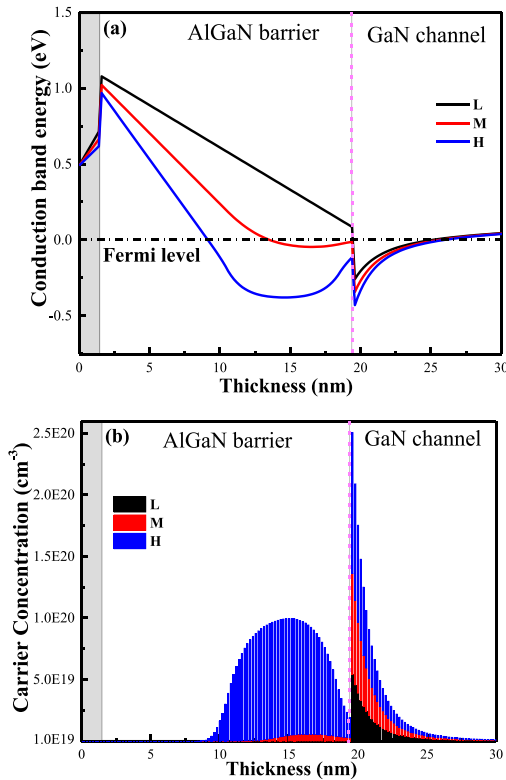 (a)
AlGaN barrier
GaN channel
Conduction band energy (eV)
1.5
1.0
0.5
0.0
-0.5
L
M
H
Fermi level
0
5
10
15
20
25
30
Thickness (nm)
(b)
AlGaN barrier
GaN channel
Carrier Concentration (cm-3)
2.5E20
2.0E20
1.5E20
1.0E20
5.0E19
1.0E19
L
M
H
0
5
10
15
20
25
30
Thickness (nm)